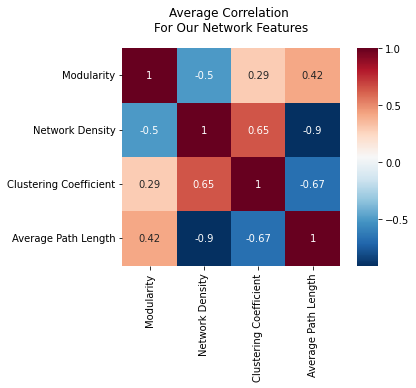 Average Correlation
For Our Network Features
Modularity 1 -0.5 0.29 0.42
Network Density -0.5 1 0.65 -0.9
Clustering Coefficient 0.29 0.65 1 -0.67
Average Path Length 0.42 -0.9 -0.67 1
Modularity
Network Density
Clustering Coefficient
Average Path Length
1.0
0.5
0.0
−0.5